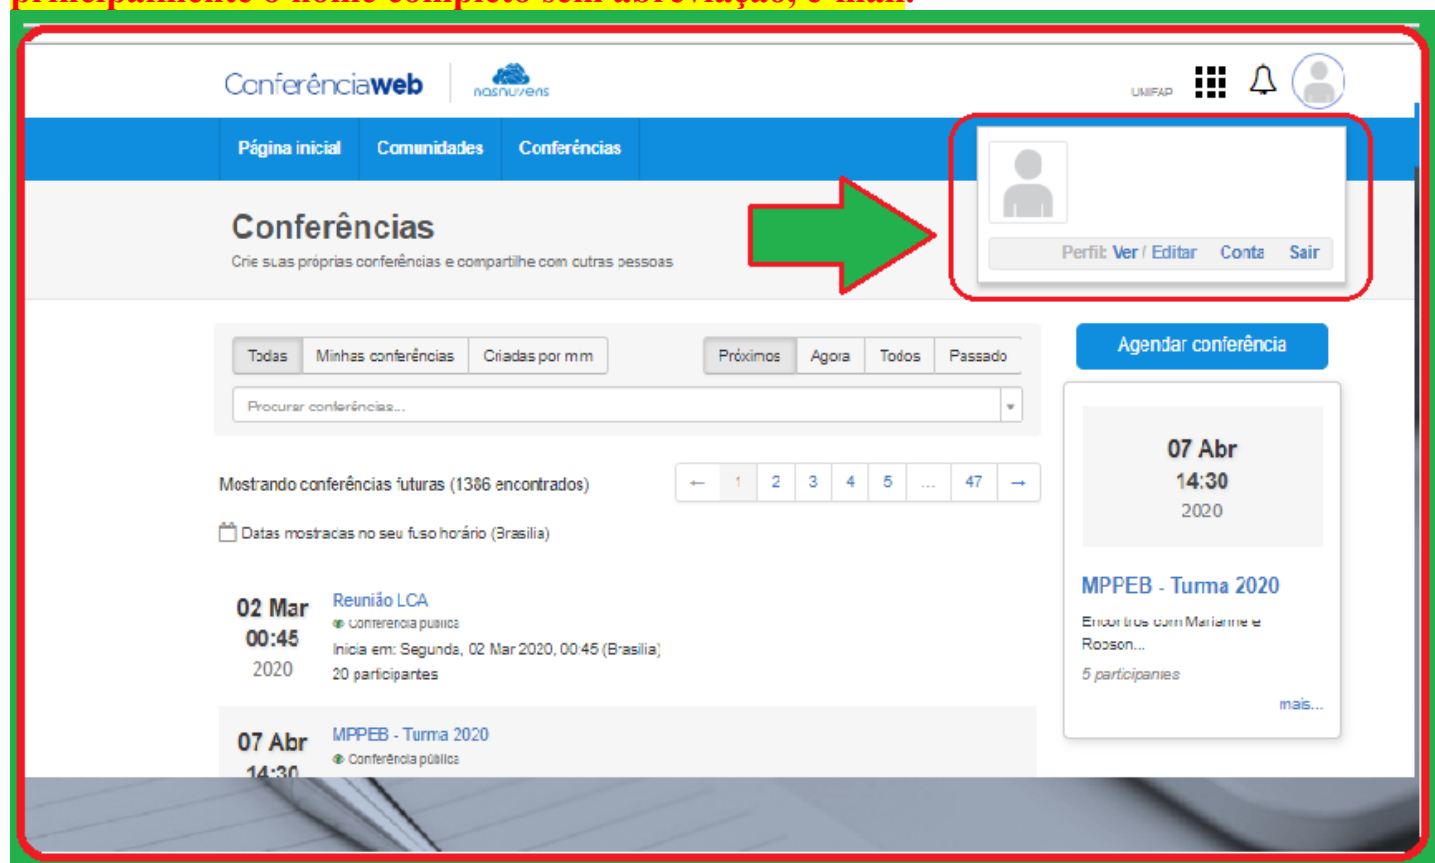 principalmente o nome completo sem abreviação, e-mail.
Conferênciaweb
nasnuvens
UNIFAP
Página inicial Comunidades Conferências
Conferências
Crie suas próprias conferências e compartilhe com outras pessoas
Perfil: Ver / Editar Conta Sair
Todas Minhas conferências Criadas por mim
Próximos Agora Todos Passado
Agendar conferência
Procurar conferências...
Mostrando conferências futuras (1386 encontrados)
← 1 2 3 4 5 ... 47 →
Datas mostradas no seu fuso horário (Brasilia)
02 Mar
00:45
2020
Reunião LCA
Conferência pública
Inicia em: Segunda, 02 Mar 2020, 00:45 (Brasilia)
20 participantes
07 Abr
14:30
MPPEB - Turma 2020
Conferência pública
07 Abr
14:30
2020
MPPEB - Turma 2020
Encontros com Marianne e
Robson...
5 participantes
mais...